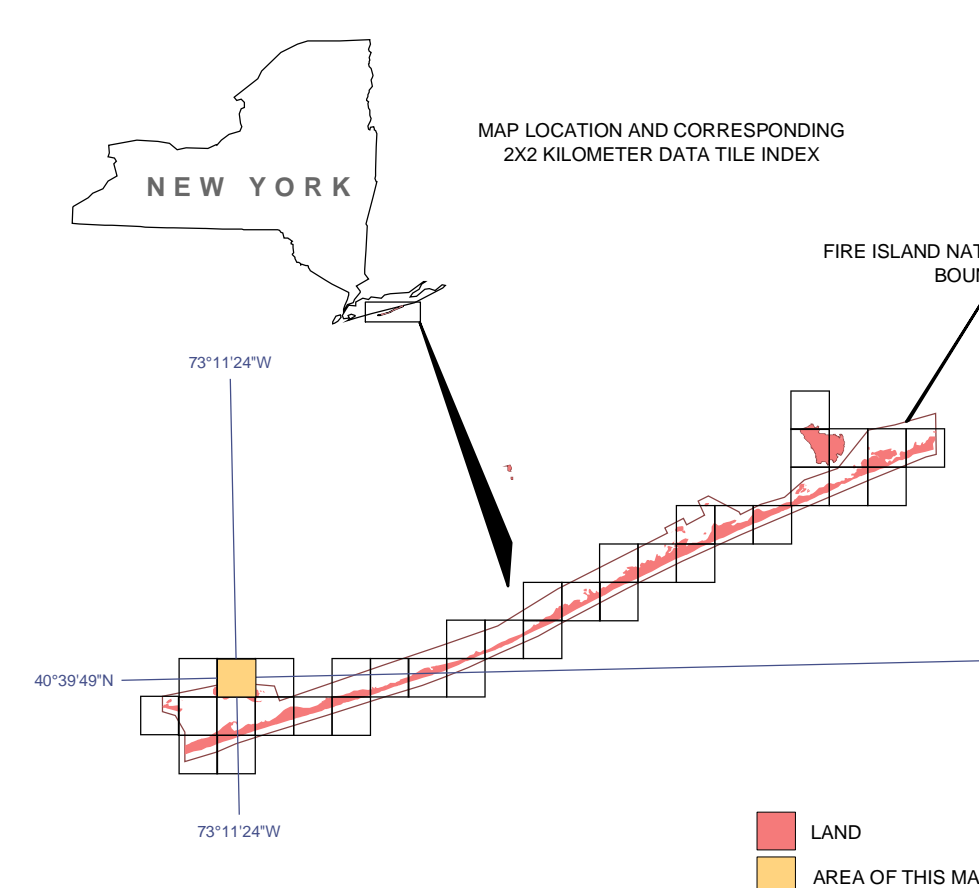 MAP LOCATION AND CORRESPONDING
2X2 KILOMETER DATA TILE INDEX
NEW YORK
FIRE ISLAND NAT
BOUN
73°11'24"W
40°39'49"N
73°11'24"W
LAND
AREA OF THIS MA